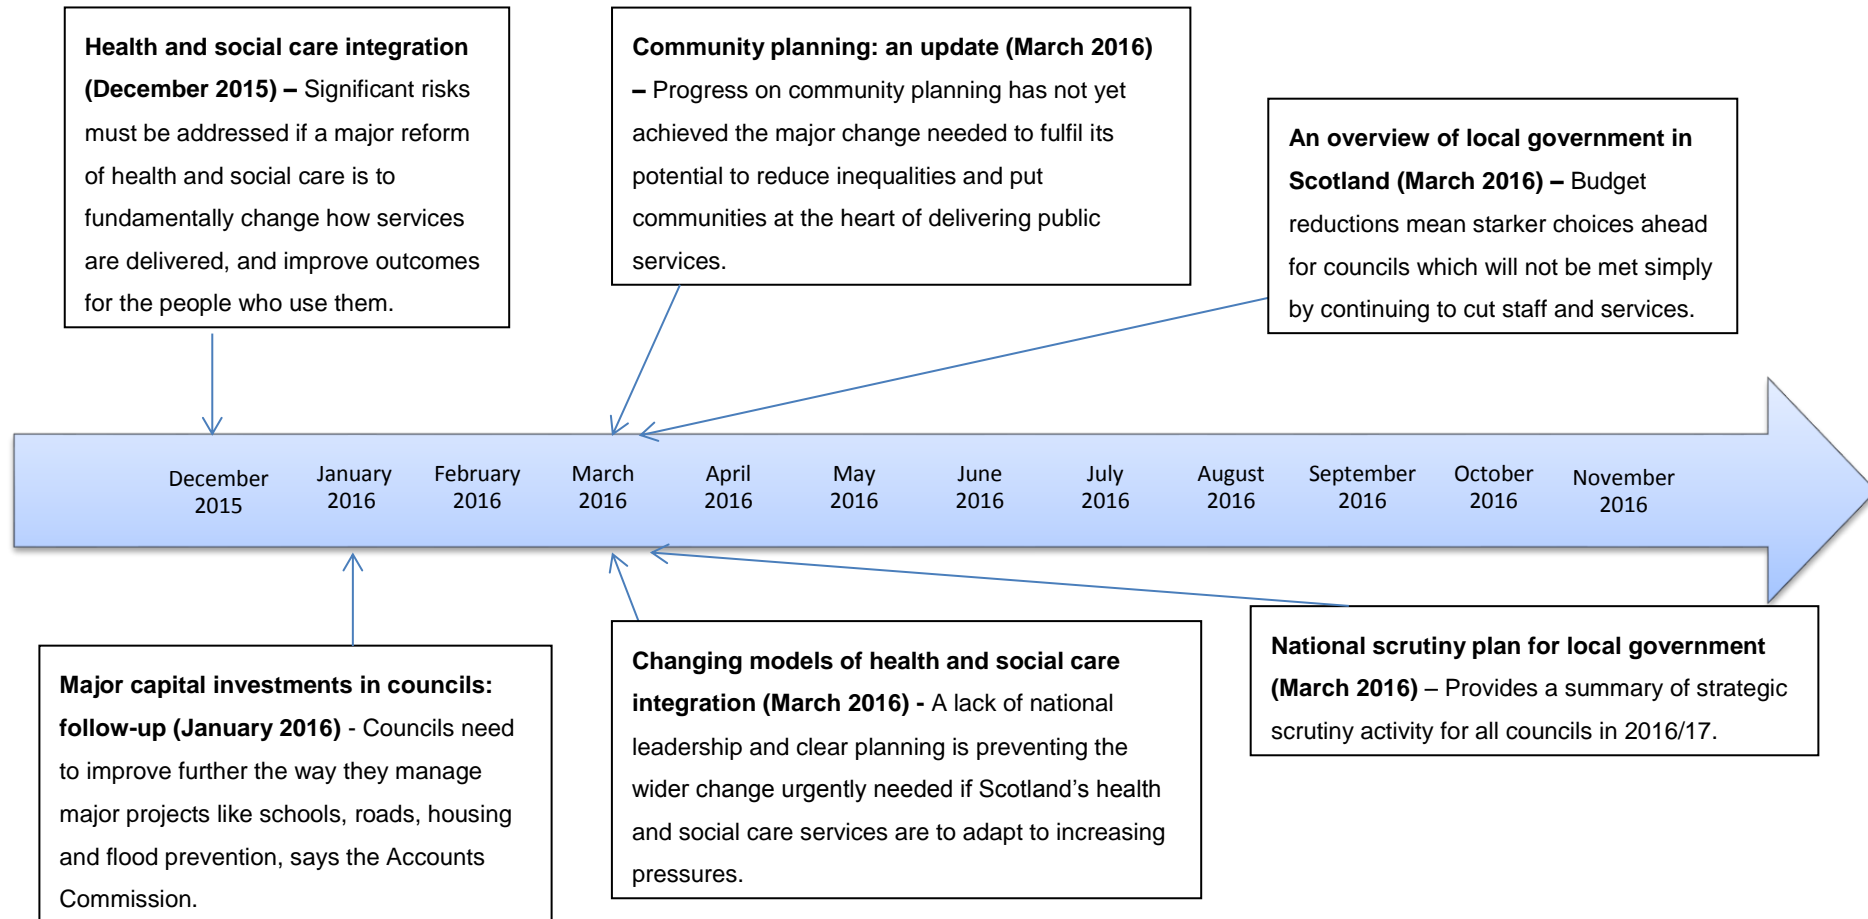 Health and social care integration
(December 2015) – Significant risks
must be addressed if a major reform
of health and social care is to
fundamentally change how services
are delivered, and improve outcomes
for the people who use them.
Community planning: an update (March 2016)
– Progress on community planning has not yet
achieved the major change needed to fulfil its
potential to reduce inequalities and put
communities at the heart of delivering public
services.
An overview of local government in
Scotland (March 2016) – Budget
reductions mean starker choices ahead
for councils which will not be met simply
by continuing to cut staff and services.
December
2015
January
2016
February
2016
March
2016
April
2016
May
2016
June
2016
July
2016
August
2016
September
2016
October
2016
November
2016
Major capital investments in councils:
follow-up (January 2016) - Councils need
to improve further the way they manage
major projects like schools, roads, housing
and flood prevention, says the Accounts
Commission.
Changing models of health and social care
integration (March 2016) - A lack of national
leadership and clear planning is preventing the
wider change urgently needed if Scotland’s health
and social care services are to adapt to increasing
pressures.
National scrutiny plan for local government
(March 2016) – Provides a summary of strategic
scrutiny activity for all councils in 2016/17.